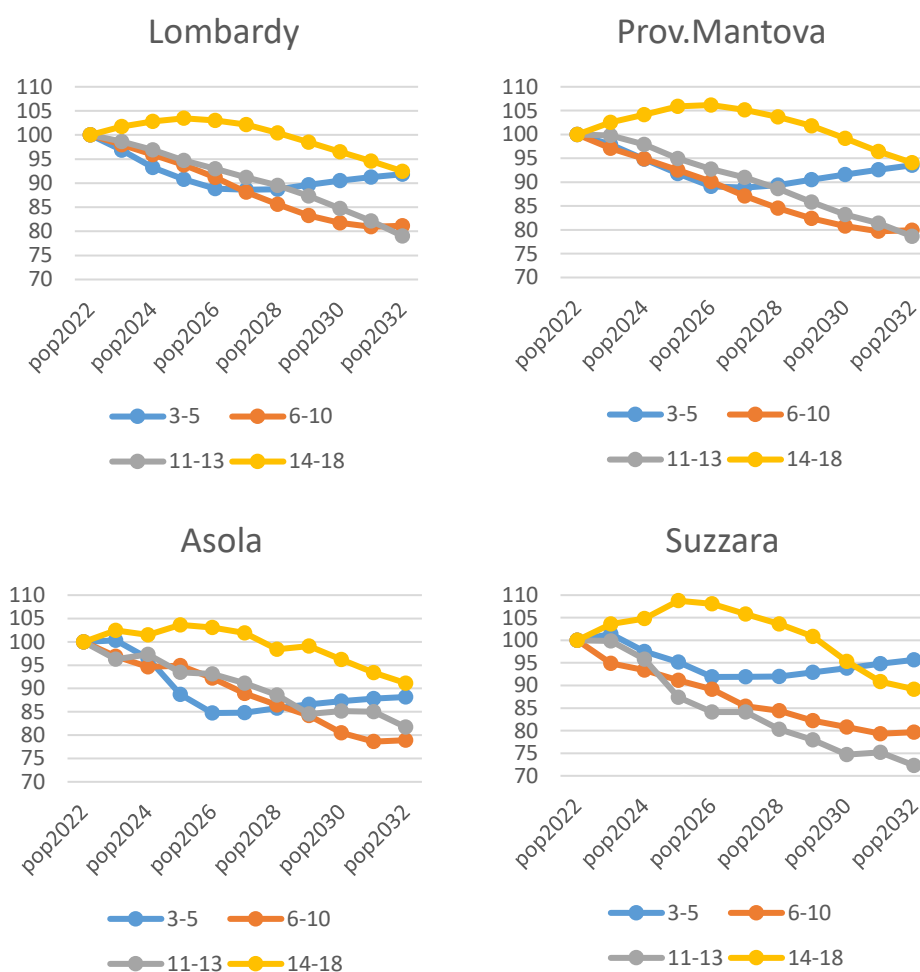 Lombardy
110
105
100
95
90
85
80
75
70
pop2022
pop2024
pop2026
pop2028
pop2030
pop2032
3-5
6-10
11-13
14-18
Prov.Mantova
110
105
100
95
90
85
80
75
70
pop2022
pop2024
pop2026
pop2028
pop2030
pop2032
3-5
6-10
11-13
14-18
Asola
110
105
100
95
90
85
80
75
70
pop2022
pop2024
pop2026
pop2028
pop2030
pop2032
3-5
6-10
11-13
14-18
Suzzara
110
105
100
95
90
85
80
75
70
pop2022
pop2024
pop2026
pop2028
pop2030
pop2032
3-5
6-10
11-13
14-18